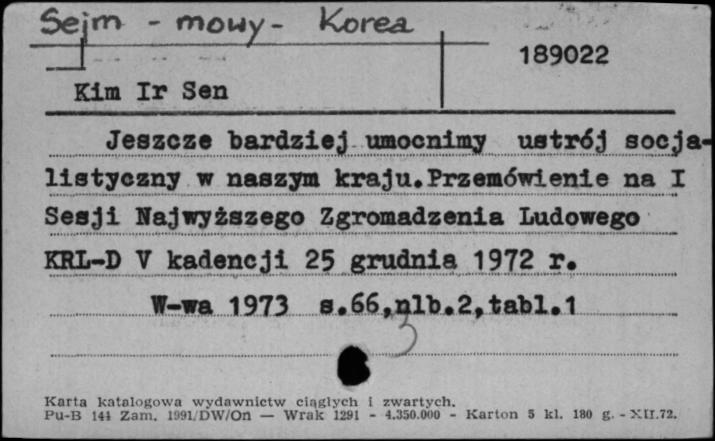 Sejm - mowy - Korea
189022
Kim Ir Sen
Jeszcze bardziej umocnimy ustrój socja-
listyczny w naszym kraju.Przemówienie na I
Sesji Najwyższego Zgromadzenia Ludowego
KRL-D V kadencji 25 grudnia 1972 r.
W-wa 1973 s.66,nlb.2,tabl.1
3
Karta katalogowa wydawnictw ciągłych i zwartych.
Pu-B 144 Zam. 1991/DW/On — Wrak 1291 - 4.350.000 - Karton 5 kl. 180 g. - XII.72.